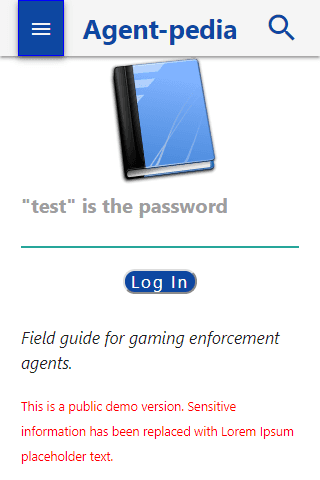 Agent-pedia
"test" is the password
Log In
Field guide for gaming enforcement
agents.
This is a public demo version. Sensitive
information has been replaced with Lorem Ipsum
placeholder text.